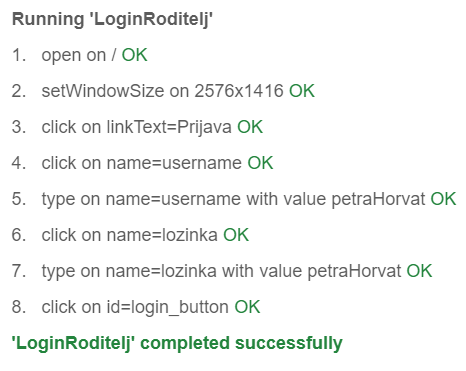 Running 'LoginRoditelj'
1. open on / OK
2. setWindowSize on 2576x1416 OK
3. click on linkText=Prijava OK
4. click on name=username OK
5. type on name=username with value petraHorvat OK
6. click on name=lozinka OK
7. type on name=lozinka with value petraHorvat OK
8. click on id=login_button OK
'LoginRoditelj' completed successfully